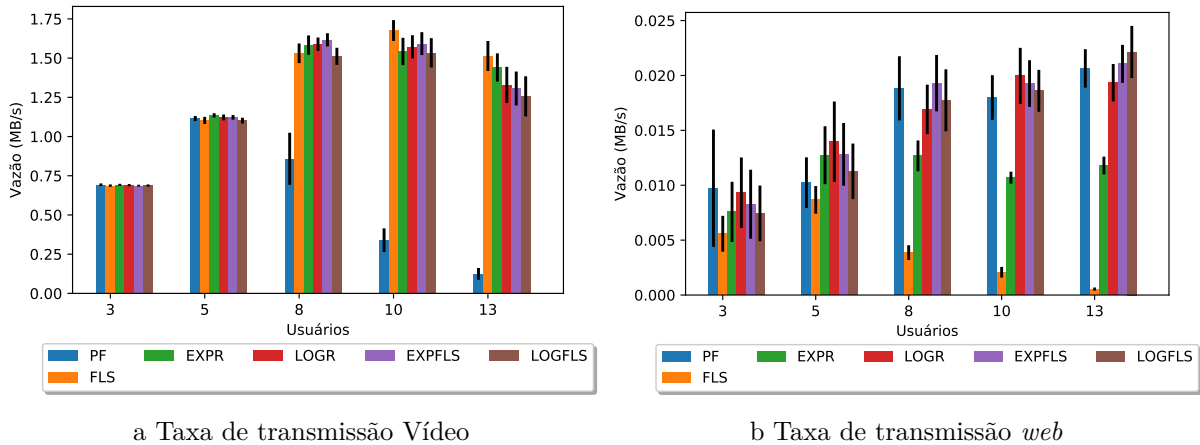 1.75
1.50
1.25
1.00
0.75
0.50
0.25
0.00
Vazão (MB/s)
3 5 8 10 13
Usuários
PF EXPR LOGR EXPFLS LOGFLS
FLS
a Taxa de transmissão Vídeo
0.025
0.020
0.015
0.010
0.005
0.000
Vazão (MB/s)
3 5 8 10 13
Usuários
PF EXPR LOGR EXPFLS LOGFLS
FLS
b Taxa de transmissão web